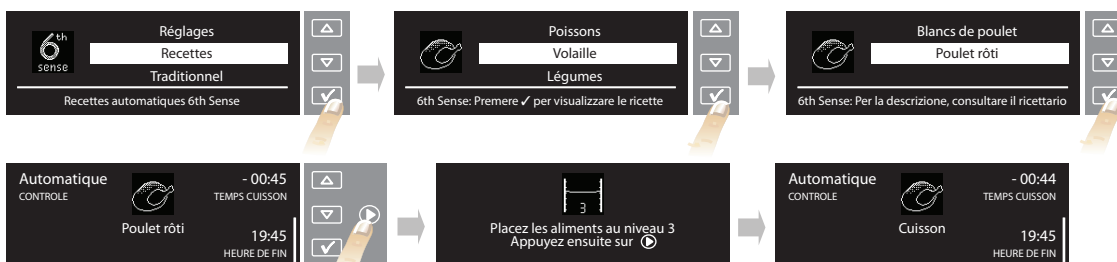 6th sense
Réglages
Recettes
Traditionnel
Recettes automatiques 6th Sense
Poissons
Volaille
Légumes
6th Sense: Premere ✓ per visualizzare le ricette
Blancs de poulet
Poulet rôti
6th Sense: Per la descrizione, consultare il ricettario
Automatique
CONTROLE
- 00:45
TEMPS CUISSON
Poulet rôti
19:45
HEURE DE FIN
3
Placez les aliments au niveau 3
Appuyez ensuite sur
Automatique
CONTROLE
- 00:44
TEMPS CUISSON
Cuisson
19:45
HEURE DE FIN